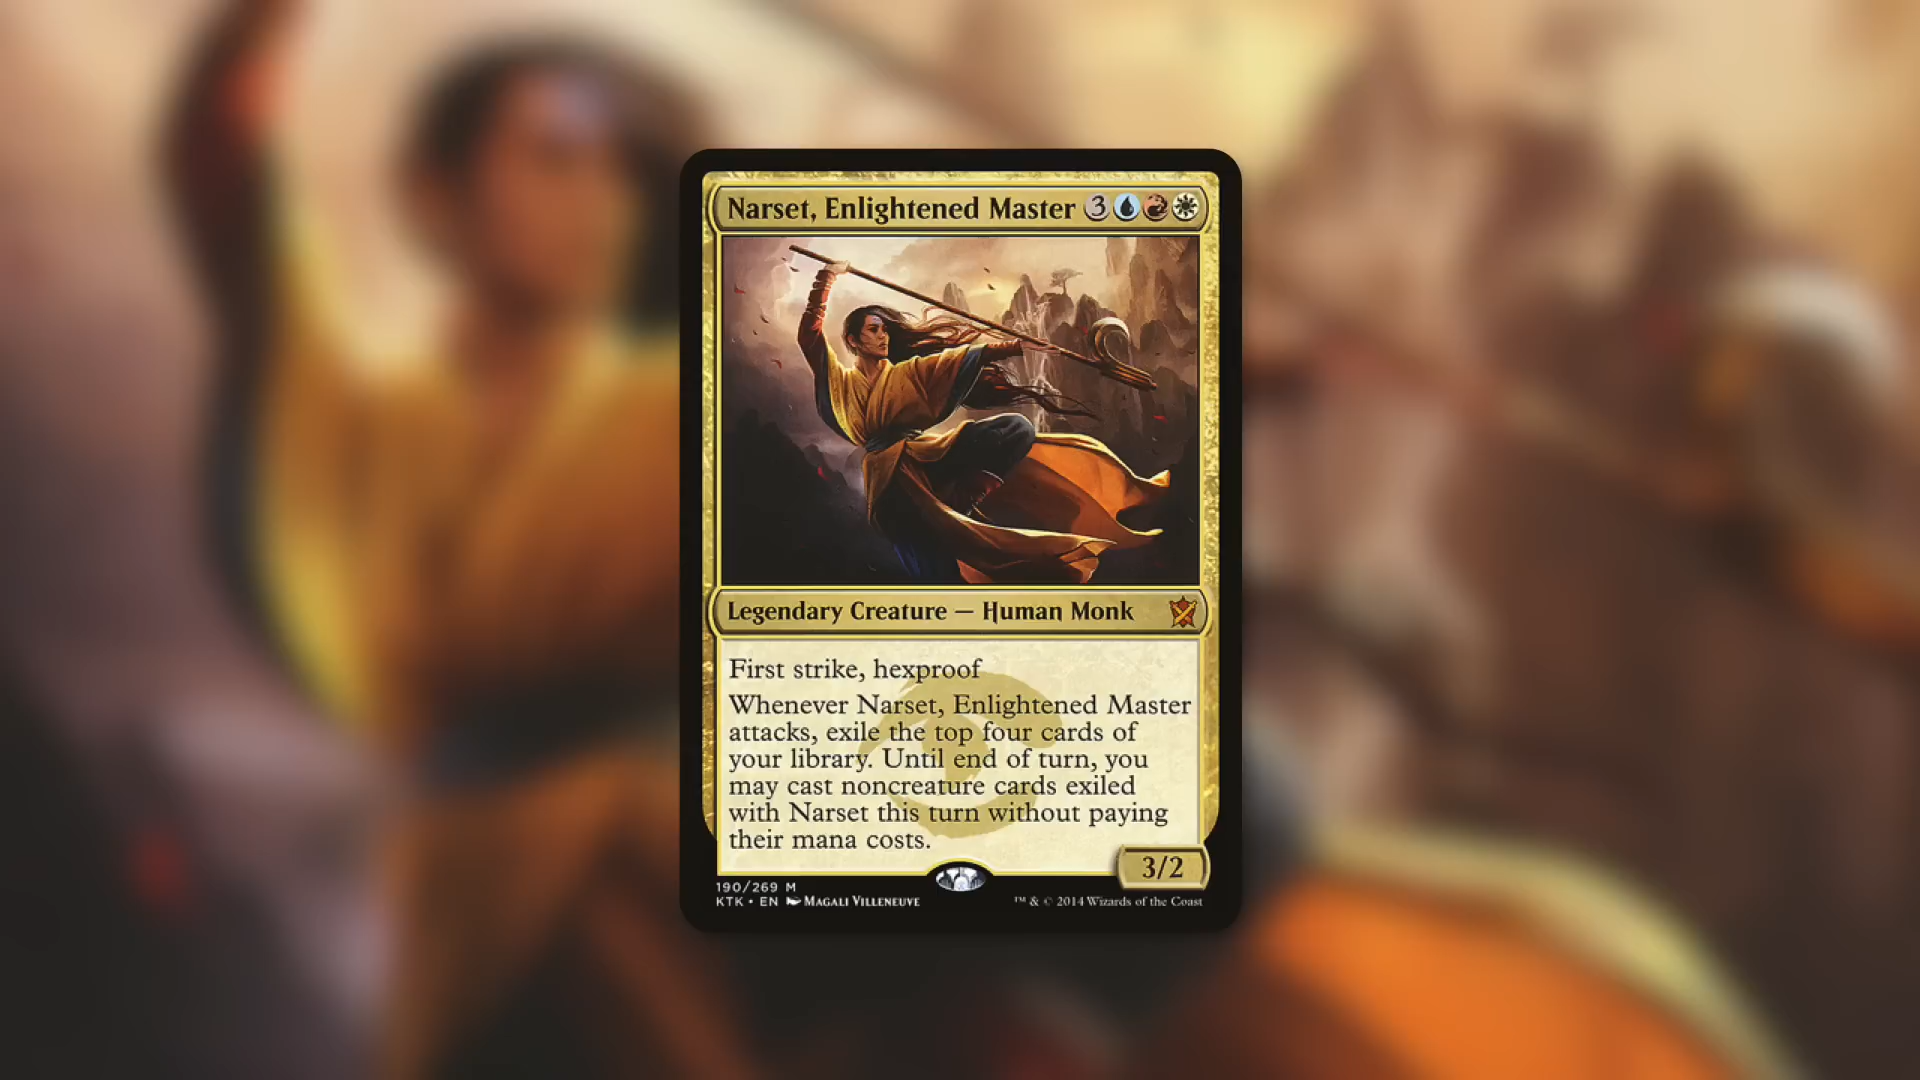 Narset, Enlightened Master 3
Legendary Creature — Human Monk
First strike, hexproof
Whenever Narset, Enlightened Master
attacks, exile the top four cards of
your library. Until end of turn, you
may cast noncreature cards exiled
with Narset this turn without paying
their mana costs.
3/2
190/269 M
KTK • EN Magali Villeneuve
™ & © 2014 Wizards of the Coast